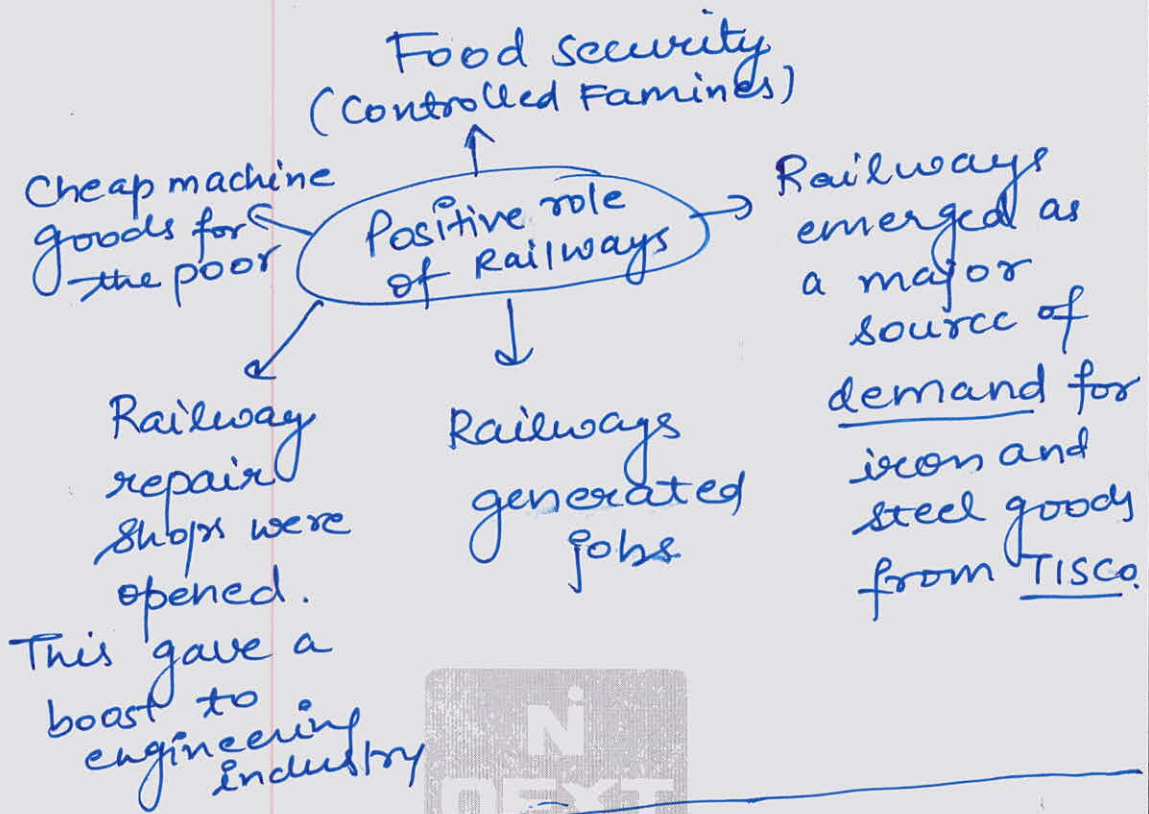 Food security
(Controlled Famines)
Cheap machine
goods for
the poor
Positive role
of Railways
Railways
emerged as
a major
source of
demand for
iron and
steel goods
from TISCO.
Railway
repair
shops were
opened.
This gave a
boost to
engineering
industry
Railways
generated
jobs
N
NEXT